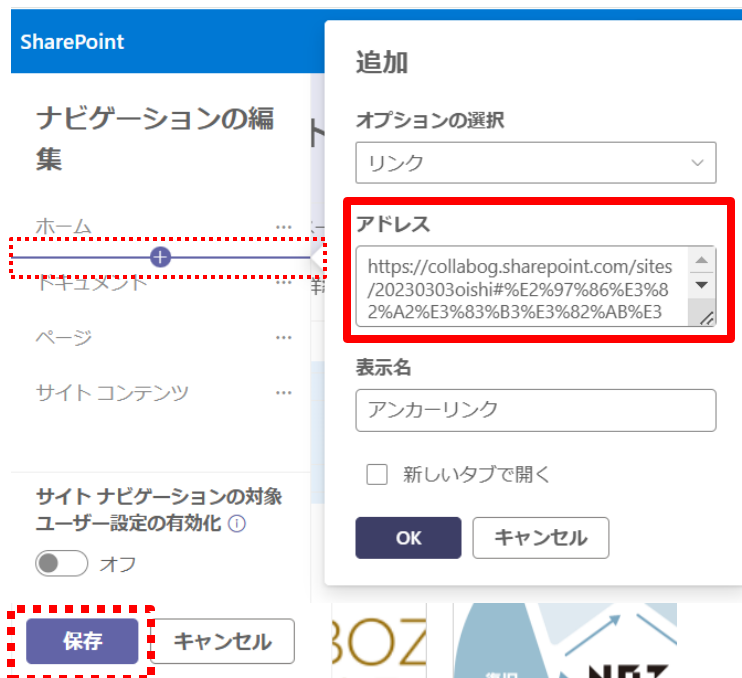 SharePoint
ナビゲーションの編
集
ホーム
ドキュメント
ページ
サイト コンテンツ
サイト ナビゲーションの対象
ユーザー設定の有効化
オフ
保存
キャンセル
追加
オプションの選択
リンク
アドレス
https://collabog.sharepoint.com/sites
/20230303oishi#%E2%97%86%E3%8
2%A2%E3%83%B3%E3%82%AB%E3
表示名
アンカーリンク
新しいタブで開く
OK
キャンセル